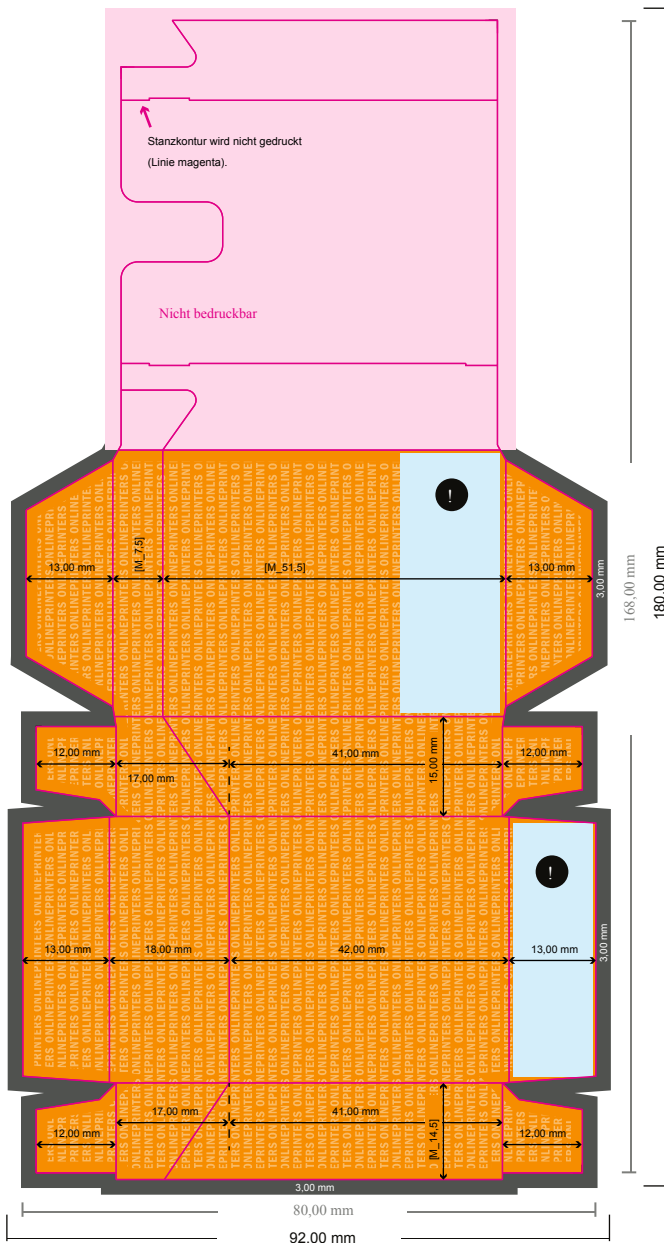 Stanzkontur wird nicht gedruckt
(Linie magenta).
Nicht bedruckbar
!
13,00 mm
[M_7,5]
[M_51,5]
13,00 mm
3,00 mm
168,00 mm
180,00 mm
12,00 mm
17,00 mm
41,00 mm
15,00 mm
12,00 mm
!
13,00 mm
18,00 mm
42,00 mm
13,00 mm
3,00 mm
17,00 mm
41,00 mm
12,00 mm
[M_14,5]
12,00 mm
3,00 mm
80,00 mm
92,00 mm
ONLINEPRINTERS ONLINEPRINTERS ONLINEPRINTERS